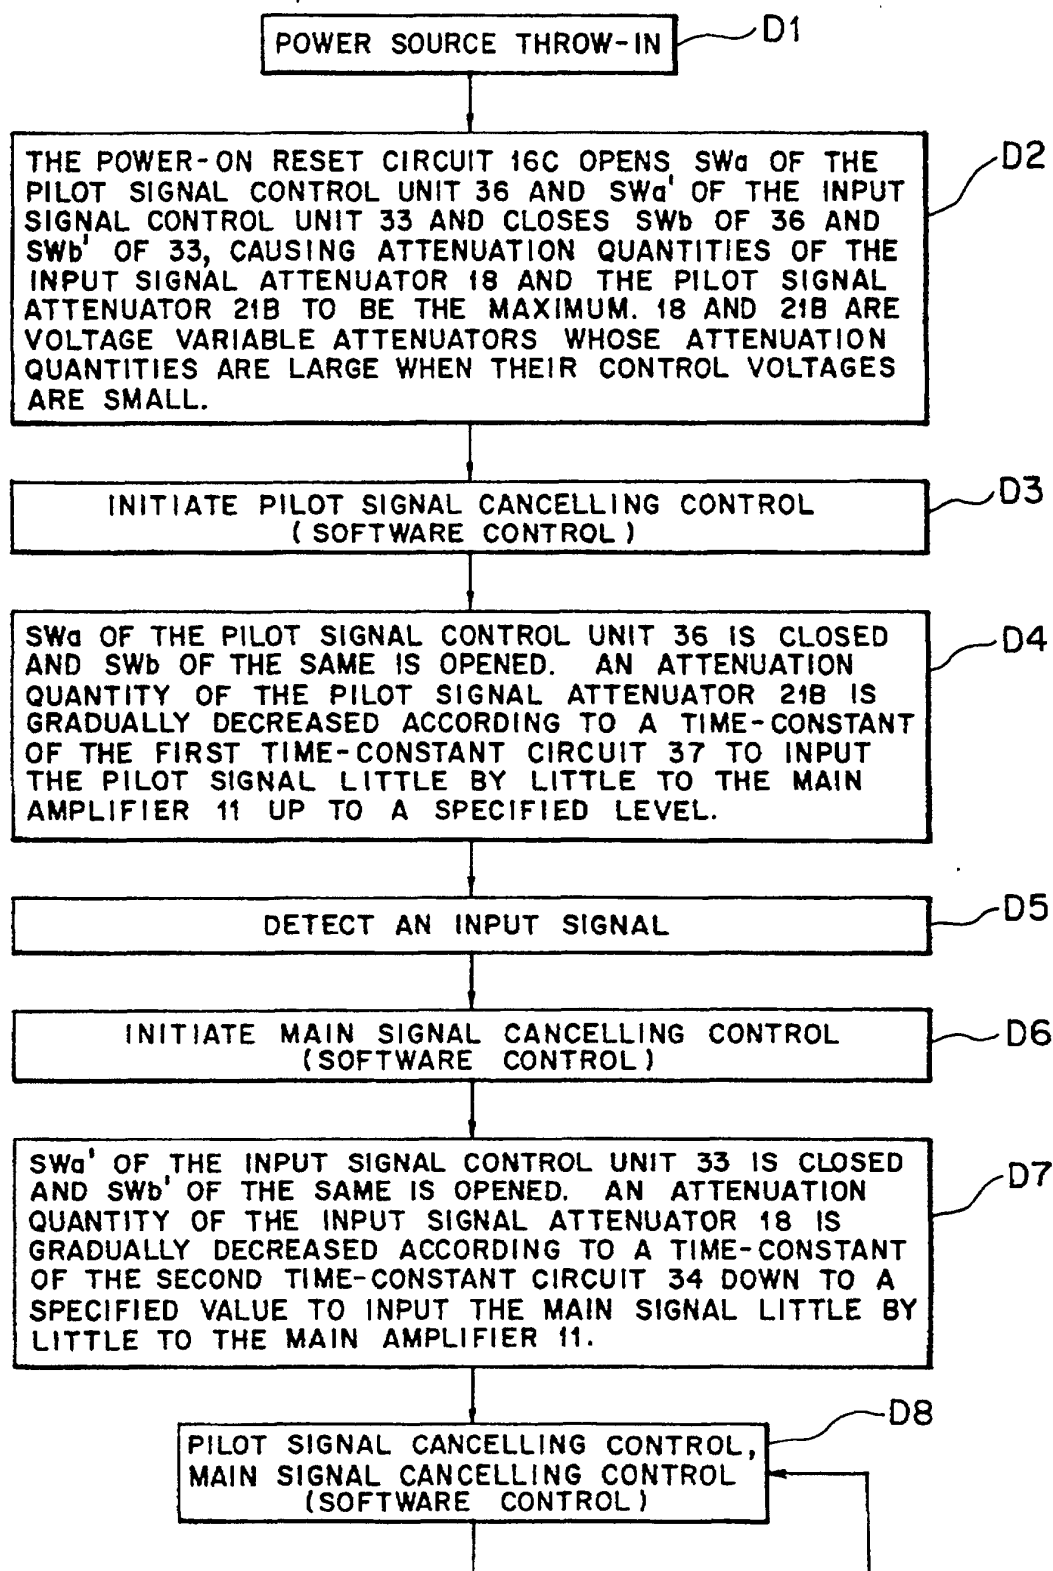 POWER SOURCE THROW-IN
D1
THE POWER-ON RESET CIRCUIT 16C OPENS SWa OF THE
PILOT SIGNAL CONTROL UNIT 36 AND SWa' OF THE INPUT
SIGNAL CONTROL UNIT 33 AND CLOSES SWb OF 36 AND
SWb' OF 33, CAUSING ATTENUATION QUANTITIES OF THE
INPUT SIGNAL ATTENUATOR 18 AND THE PILOT SIGNAL
ATTENUATOR 21B TO BE THE MAXIMUM. 18 AND 21B ARE
VOLTAGE VARIABLE ATTENUATORS WHOSE ATTENUATION
QUANTITIES ARE LARGE WHEN THEIR CONTROL VOLTAGES
ARE SMALL.
D2
INITIATE PILOT SIGNAL CANCELLING CONTROL
(SOFTWARE CONTROL)
D3
SWa OF THE PILOT SIGNAL CONTROL UNIT 36 IS CLOSED
AND SWb OF THE SAME IS OPENED. AN ATTENUATION
QUANTITY OF THE PILOT SIGNAL ATTENUATOR 21B IS
GRADUALLY DECREASED ACCORDING TO A TIME-CONSTANT
OF THE FIRST TIME-CONSTANT CIRCUIT 37 TO INPUT
THE PILOT SIGNAL LITTLE BY LITTLE TO THE MAIN
AMPLIFIER 11 UP TO A SPECIFIED LEVEL.
D4
DETECT AN INPUT SIGNAL
D5
INITIATE MAIN SIGNAL CANCELLING CONTROL
(SOFTWARE CONTROL)
D6
SWa' OF THE INPUT SIGNAL CONTROL UNIT 33 IS CLOSED
AND SWb' OF THE SAME IS OPENED. AN ATTENUATION
QUANTITY OF THE INPUT SIGNAL ATTENUATOR 18 IS
GRADUALLY DECREASED ACCORDING TO A TIME-CONSTANT
OF THE SECOND TIME-CONSTANT CIRCUIT 34 DOWN TO A
SPECIFIED VALUE TO INPUT THE MAIN SIGNAL LITTLE BY
LITTLE TO THE MAIN AMPLIFIER 11.
D7
PILOT SIGNAL CANCELLING CONTROL,
MAIN SIGNAL CANCELLING CONTROL
(SOFTWARE CONTROL)
D8